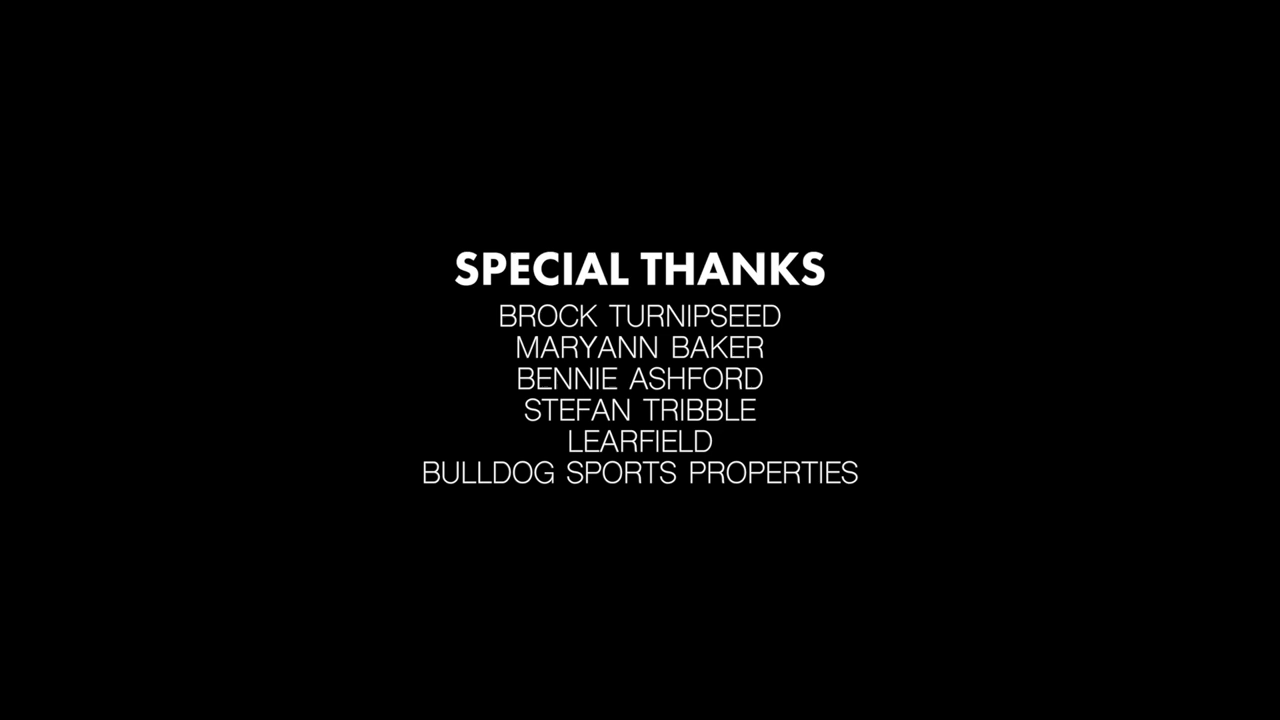 SPECIAL THANKS
BROCK TURNIPSEED
MARYANN BAKER
BENNIE ASHFORD
STEFAN TRIBBLE
LEARFIELD
BULLDOG SPORTS PROPERTIES